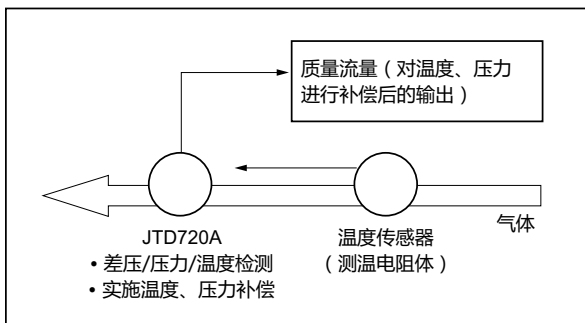 质量流量（对温度、压力
进行补偿后的输出）
气体
JTD720A
• 差压/压力/温度检测
• 实施温度、压力补偿
温度传感器
（测温电阻体）